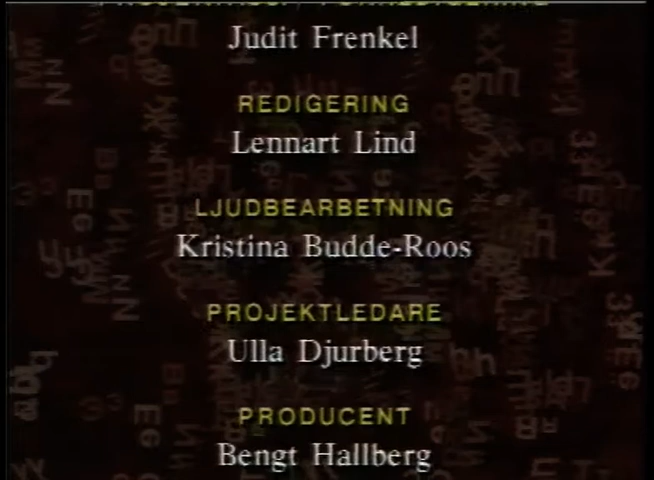 Judit Frenkel
REDIGERING
Lennart Lind
LJUDBEARBETNING
Kristina Budde-Roos
PROJEKTLEDARE
Ulla Djurberg
PRODUCENT
Bengt Hallberg